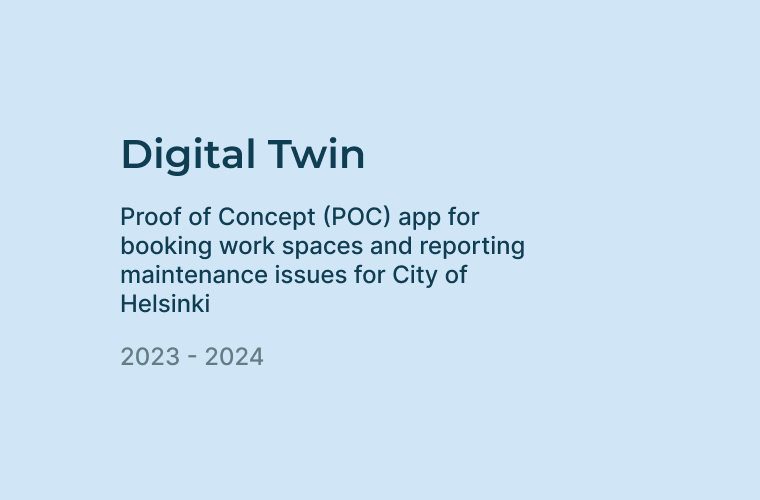 Digital Twin
Proof of Concept (POC) app for
booking work spaces and reporting
maintenance issues for City of
Helsinki
2023 - 2024